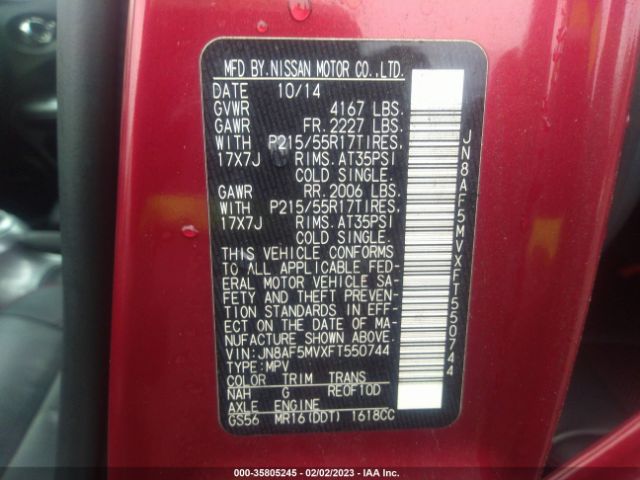 MFD BY.NISSAN MOTOR CO.,LTD.
DATE 10/14
GVWR 4167 LBS.
GAWR FR. 2227 LBS.
WITH P215/55R17TIRES.
17X7J RIMS. AT35PSI
COLD SINGLE.
GAWR RR. 2006 LBS.
WITH P215/55R17TIRES.
17X7J RIMS. AT35PSI
COLD SINGLE.
THIS VEHICLE CONFORMS
TO ALL APPLICABLE FED-
ERAL MOTOR VEHICLE SA-
FETY AND THEFT PREVEN-
TION STANDARDS IN EFF-
ECT ON THE DATE OF MA-
NUFACTURE SHOWN ABOVE.
VIN: JN8AF5MVXFT550744
TYPE:MPV
COLOR TRIM TRANS
NAH G RE0F10D
AXLE ENGINE
GS56 MR16(DDT) 1618CC
JN8AF5MVXFT550744
000-35805245 - 02/02/2023 - IAAI.COM